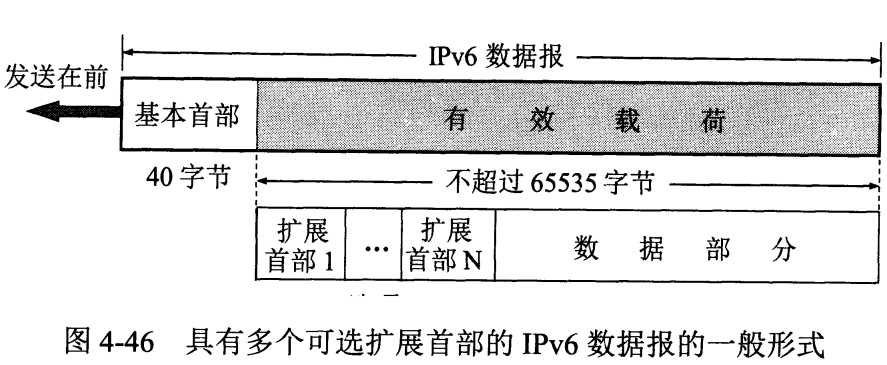 IPv6 数据报
发送在前
基本首部
有效载荷
40 字节
不超过 65535 字节
扩展
首部 1
...
扩展
首部 N
数据部分
图 4-46 具有多个可选扩展首部的 IPv6 数据报的一般形式